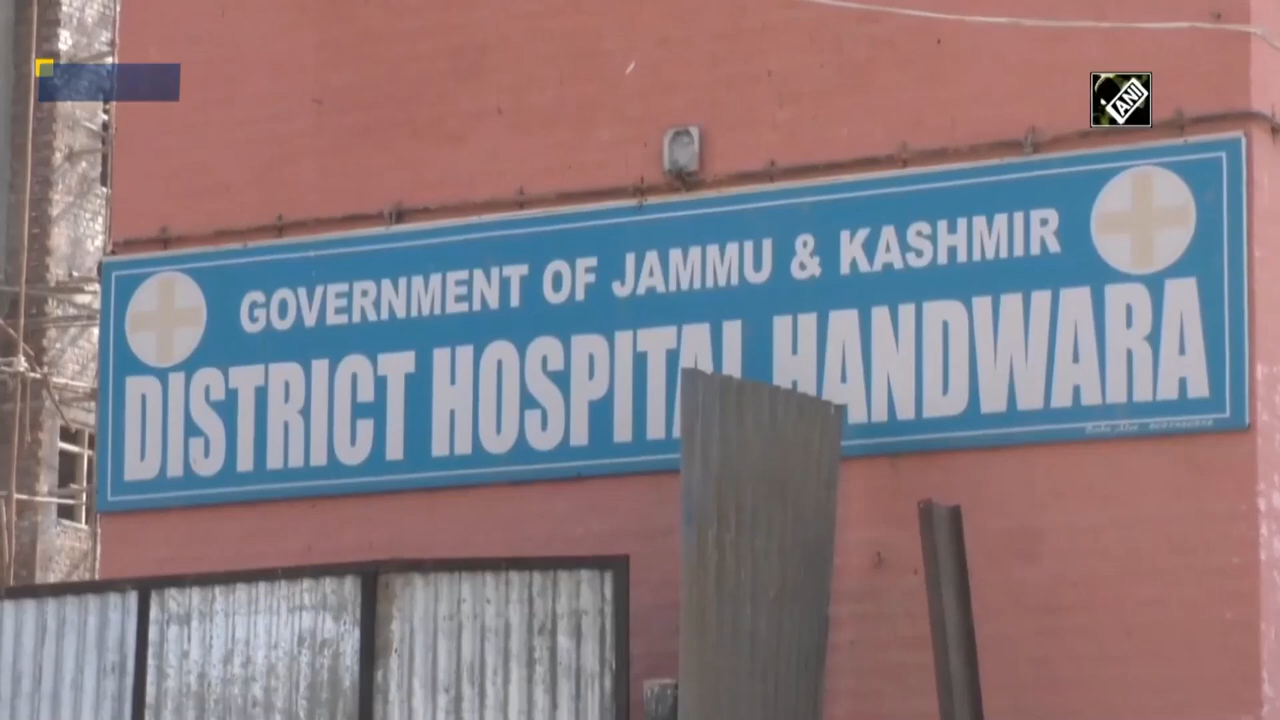 ANI
GOVERNMENT OF JAMMU & KASHMIR
DISTRICT HOSPITAL HANDWARA